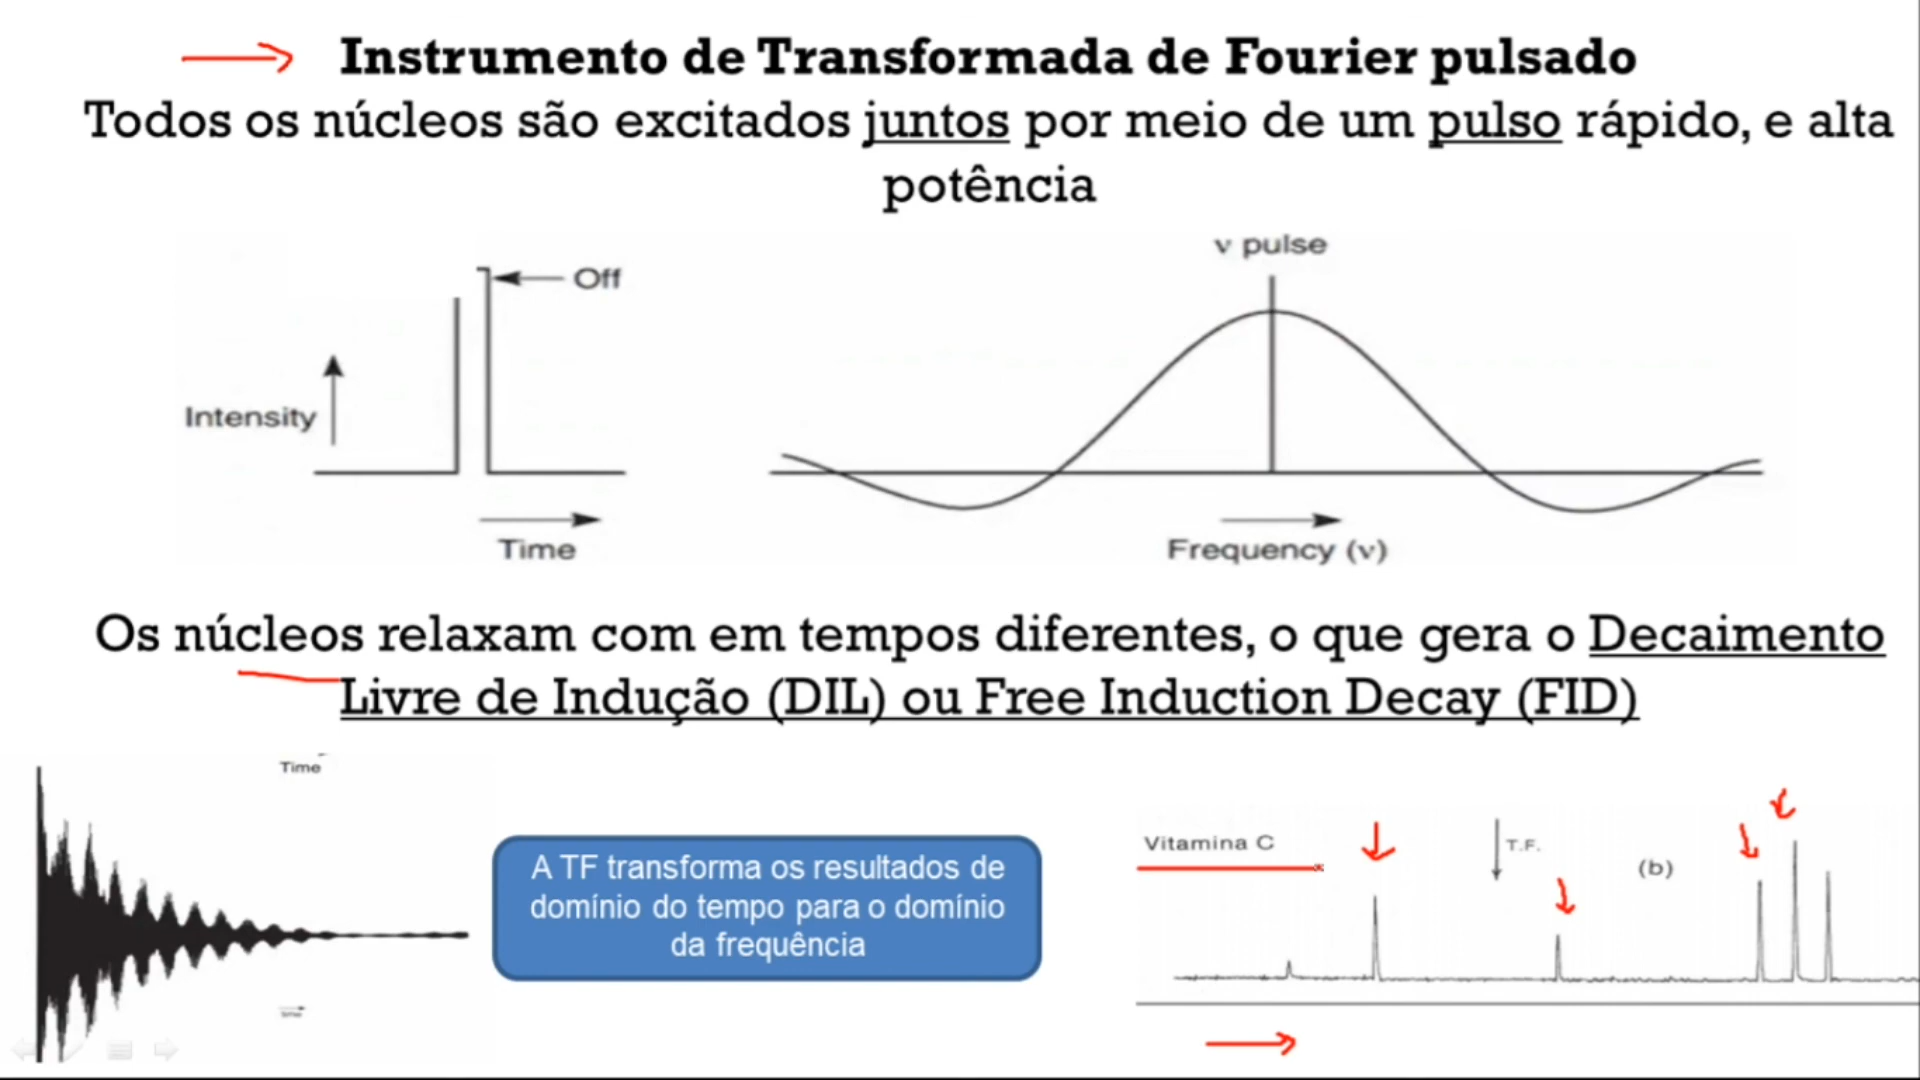 Instrumento de Transformada de Fourier pulsado
Todos os núcleos são excitados juntos por meio de um pulso rápido, e alta
potência
ν pulse
Off
Intensity
Time
Frequency (ν)
Os núcleos relaxam com em tempos diferentes, o que gera o Decaimento
Livre de Indução (DIL) ou Free Induction Decay (FID)
Time
A TF transforma os resultados de
domínio do tempo para o domínio
da frequência
Vitamina C
T.F.
(b)